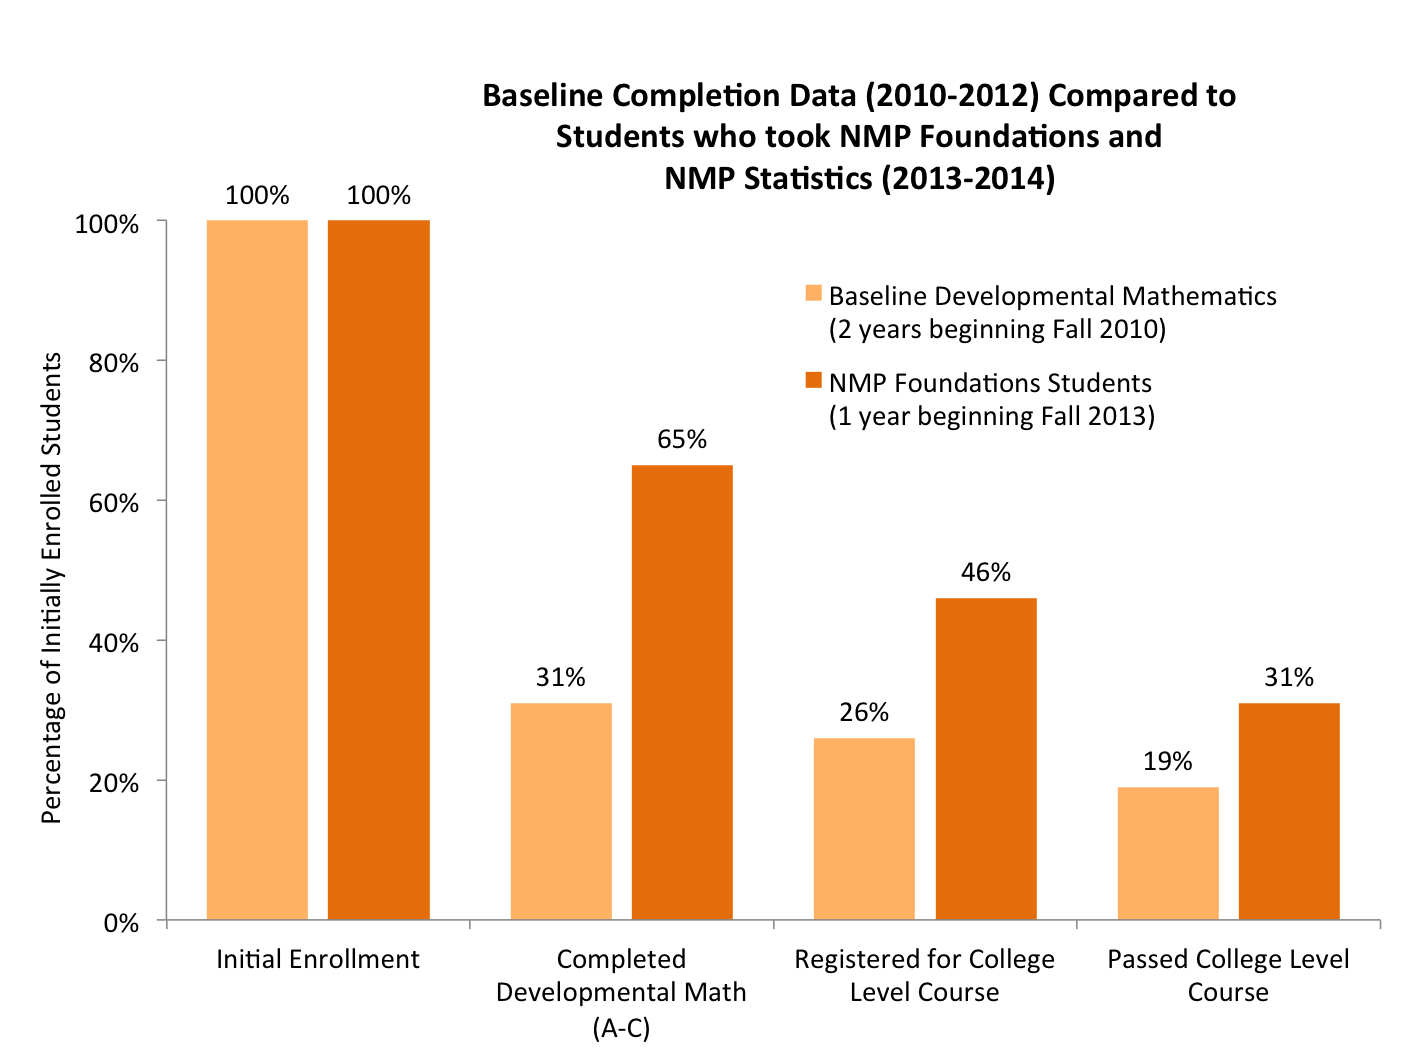 Baseline Completion Data (2010-2012) Compared to
Students who took NMP Foundations and
NMP Statistics (2013-2014)
Baseline Developmental Mathematics
(2 years beginning Fall 2010)
NMP Foundations Students
(1 year beginning Fall 2013)
Percentage of Initially Enrolled Students
100%
80%
60%
40%
20%
0%
100%
100%
31%
65%
26%
46%
19%
31%
Initial Enrollment
Completed
Developmental Math
(A-C)
Registered for College
Level Course
Passed College Level
Course